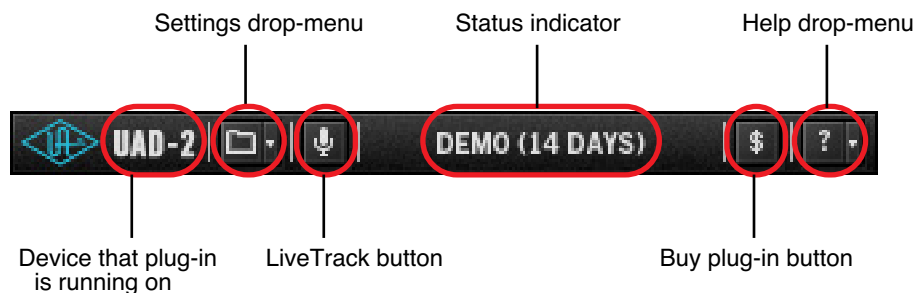 Settings drop-menu
Status indicator
Help drop-menu
UA
UAD-2
DEMO (14 DAYS)
$
?
Device that plug-in
is running on
LiveTrack button
Buy plug-in button